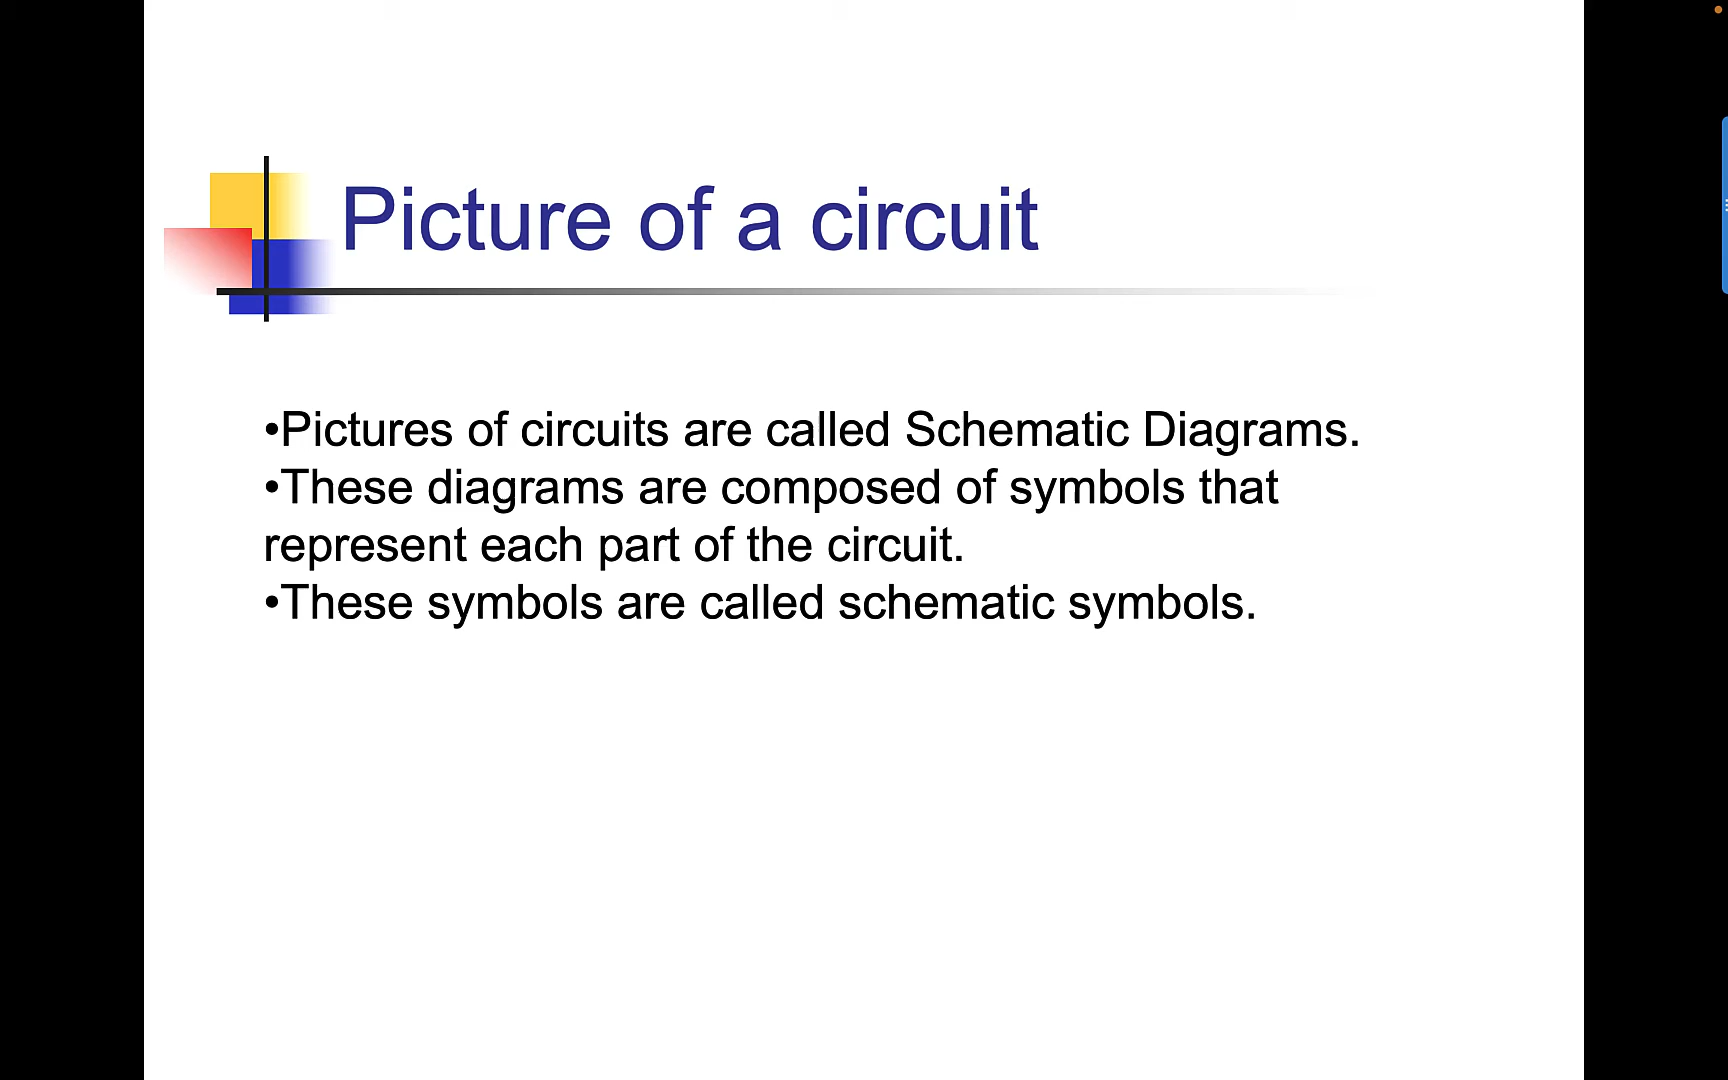 Picture of a circuit
•Pictures of circuits are called Schematic Diagrams.
•These diagrams are composed of symbols that
represent each part of the circuit.
•These symbols are called schematic symbols.